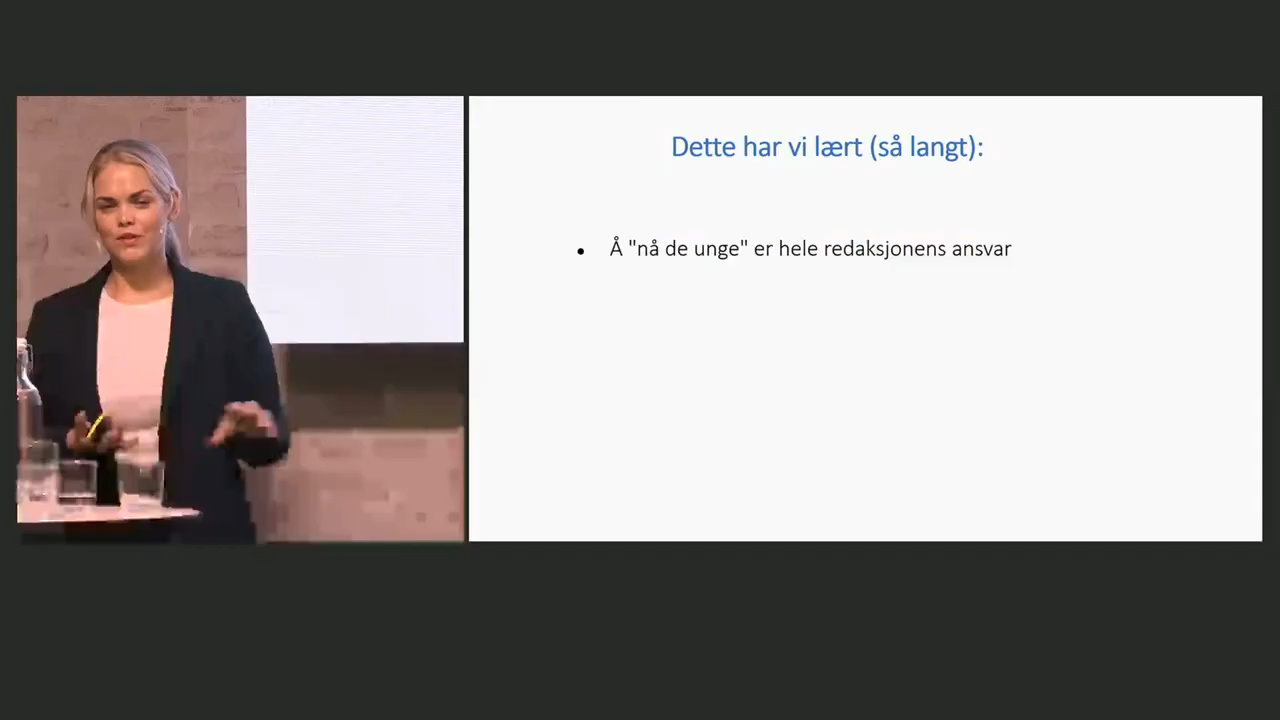 Dette har vi lært (så langt):
• Å "nå de unge" er hele redaksjonens ansvar